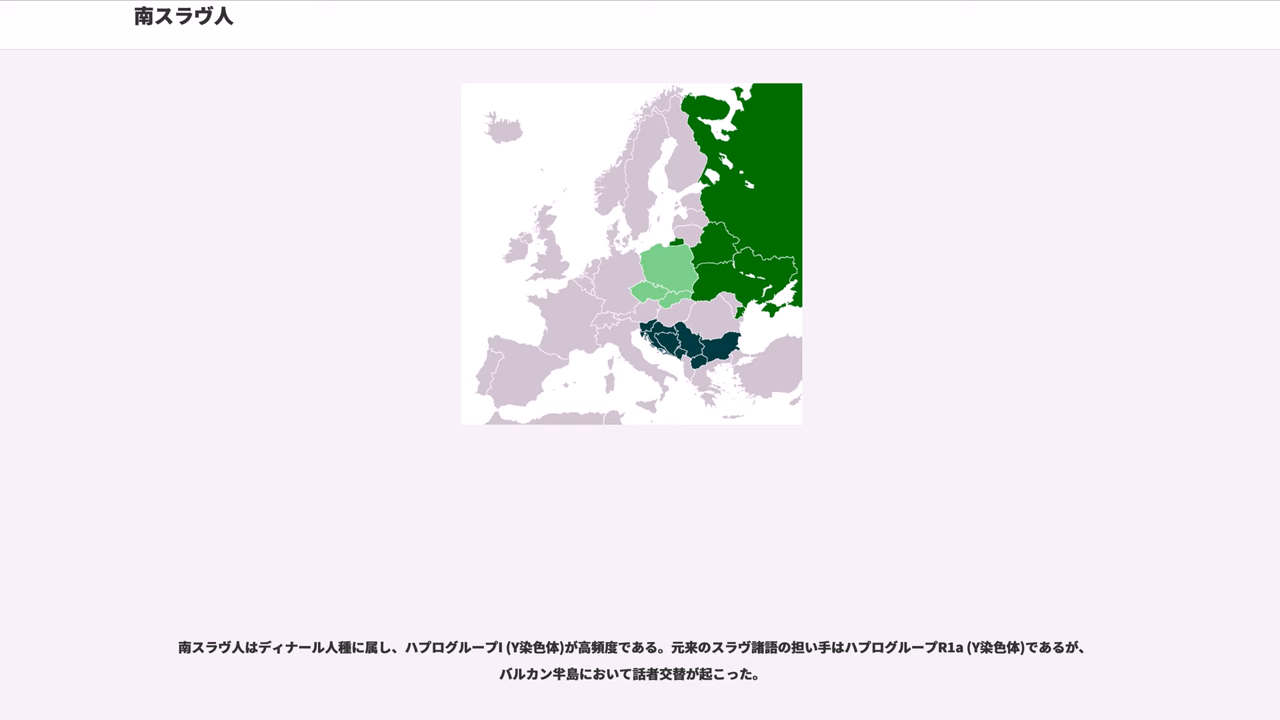 南スラヴ人
南スラヴ人はディナール人種に属し、ハプログループI (Y染色体)が高頻度である。元来のスラヴ諸語の担い手はハプログループR1a (Y染色体)であるが、
バルカン半島において話者交替が起こった。